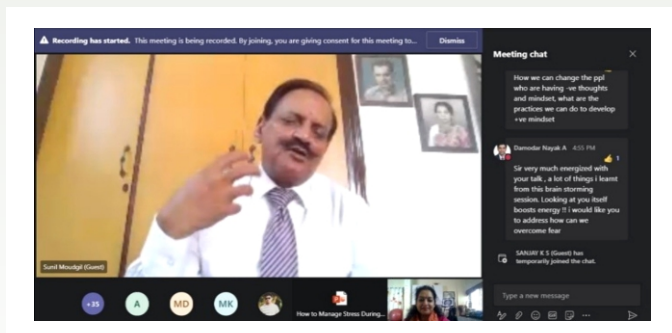 Recording has started. This meeting is being recorded. By joining, you are giving consent for this meeting to... Dismiss
Meeting chat
How we can change the ppl
who are having -ve thoughts
and mindset, what are the
practices we can do to develop
+ve mindset
Damodar Nayak A 4:55 PM
1
Sir very much energized with
your talk , a lot of things i learnt
from this brain storming
session. Looking at you itself
boosts energy !! i would like you
to address how can we
overcome fear
SANJAY K S (Guest) has
temporarily joined the chat.
Sunil Moudgil (Guest)
+35
A
MD
MK
How to Manage Stress During...
Type a new message